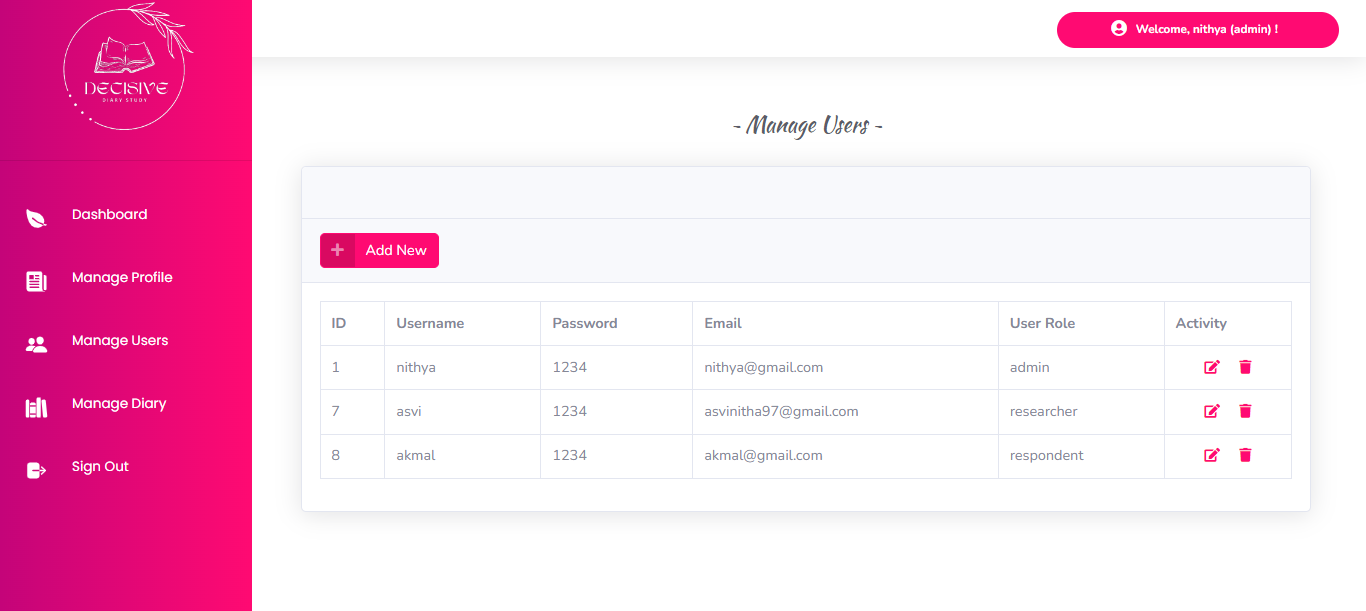 DECISIVE
DIARY STUDY
Welcome, nithya (admin) !
Dashboard
Manage Profile
Manage Users
Manage Diary
Sign Out
- Manage Users -
+ Add New
ID Username Password Email User Role Activity
1 nithya 1234 nithya@gmail.com admin
7 asvi 1234 asvinitha97@gmail.com researcher
8 akmal 1234 akmal@gmail.com respondent